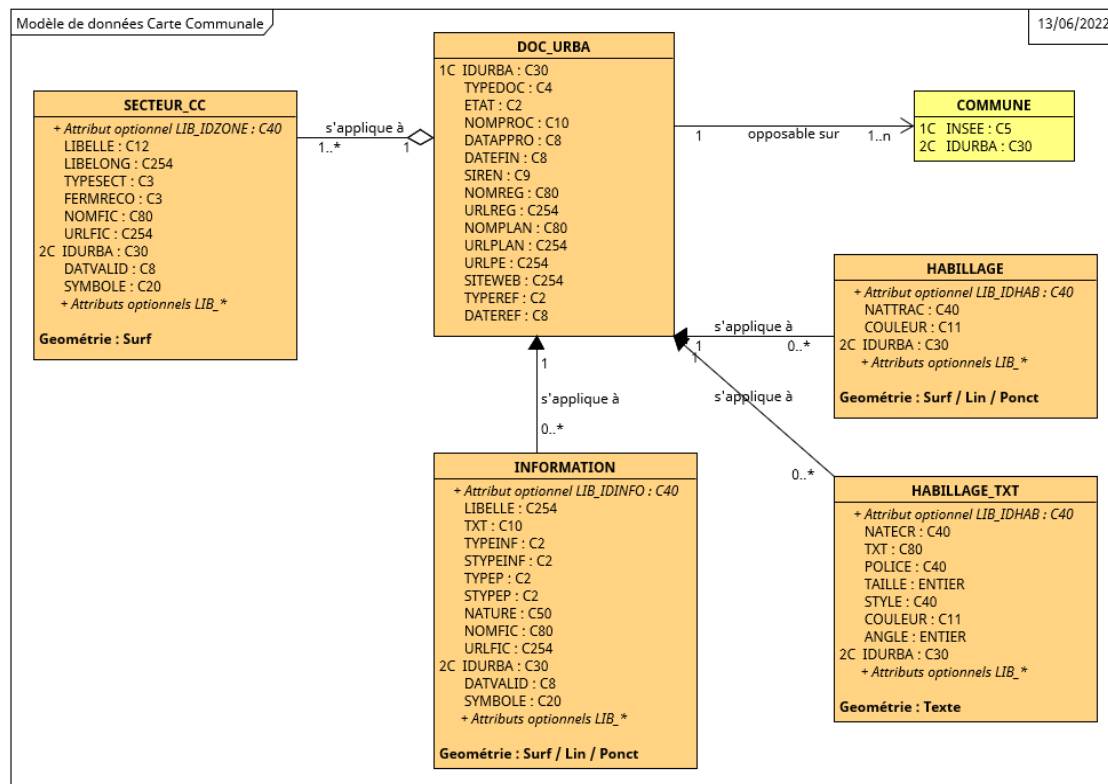 Modèle de données Carte Communale
13/06/2022
DOC_URBA
1C IDURBA : C30
TYPEDOC : C4
ETAT : C2
NOMPROC : C10
DATAPPRO : C8
DATEFIN : C8
SIREN : C9
NOMREG : C80
URLREG : C254
NOMPLAN : C80
URLPLAN : C254
URLPE : C254
SITEWEB : C254
TYPEREF : C2
DATEREF : C8
SECTEUR_CC
+ Attribut optionnel LIB_IDZONE : C40
LIBELLE : C12
LIBELONG : C254
TYPESECT : C3
FERMRECO : C3
NOMFIC : C80
URLFIC : C254
2C IDURBA : C30
DATVALID : C8
SYMBOLE : C20
+ Attributs optionnels LIB_*
Geométrie : Surf
s'applique à
1..*
1
COMMUNE
1C INSEE : C5
2C IDURBA : C30
1
opposable sur
1..n
HABILLAGE
+ Attribut optionnel LIB_IDHAB : C40
NATTRAC : C40
COULEUR : C11
2C IDURBA : C30
+ Attributs optionnels LIB_*
Geométrie : Surf / Lin / Ponct
s'applique à
1
0..*
1
s'applique à
0..*
1
s'applique à
0..*
INFORMATION
+ Attribut optionnel LIB_IDINFO : C40
LIBELLE : C254
TXT : C10
TYPEINF : C2
STYPEINF : C2
TYPEP : C2
STYPEP : C2
NATURE : C50
NOMFIC : C80
URLFIC : C254
2C IDURBA : C30
DATVALID : C8
SYMBOLE : C20
+ Attributs optionnels LIB_*
Geométrie : Surf / Lin / Ponct
HABILLAGE_TXT
+ Attribut optionnel LIB_IDHAB : C40
NATECR : C40
TXT : C80
POLICE : C40
TAILLE : ENTIER
STYLE : C40
COULEUR : C11
ANGLE : ENTIER
2C IDURBA : C30
+ Attributs optionnels LIB_*
Geométrie : Texte